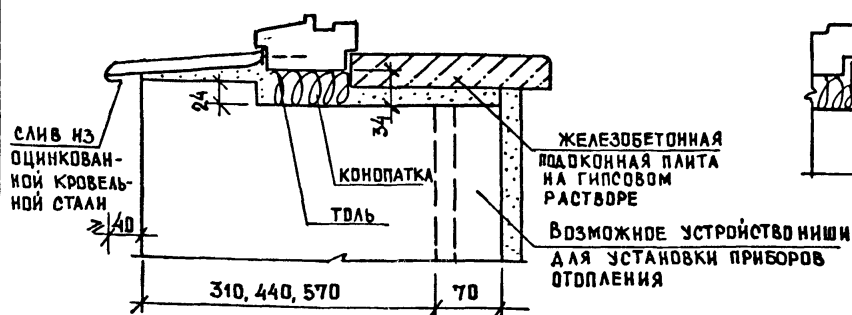 СЛИВ ИЗ
ОЦИНКОВАН-
НОЙ КРОВЕЛЬ-
НОЙ СТАЛИ
≥40
24
34
КОНОПАТКА
ТОЛЬ
ЖЕЛЕЗОБЕТОННАЯ
ПОДОКОННАЯ ПЛИТА
НА ГИПСОВОМ
РАСТВОРЕ
ВОЗМОЖНОЕ УСТРОЙСТВО НИШИ
ДЛЯ УСТАНОВКИ ПРИБОРОВ
ОТОПЛЕНИЯ
310, 440, 570
70